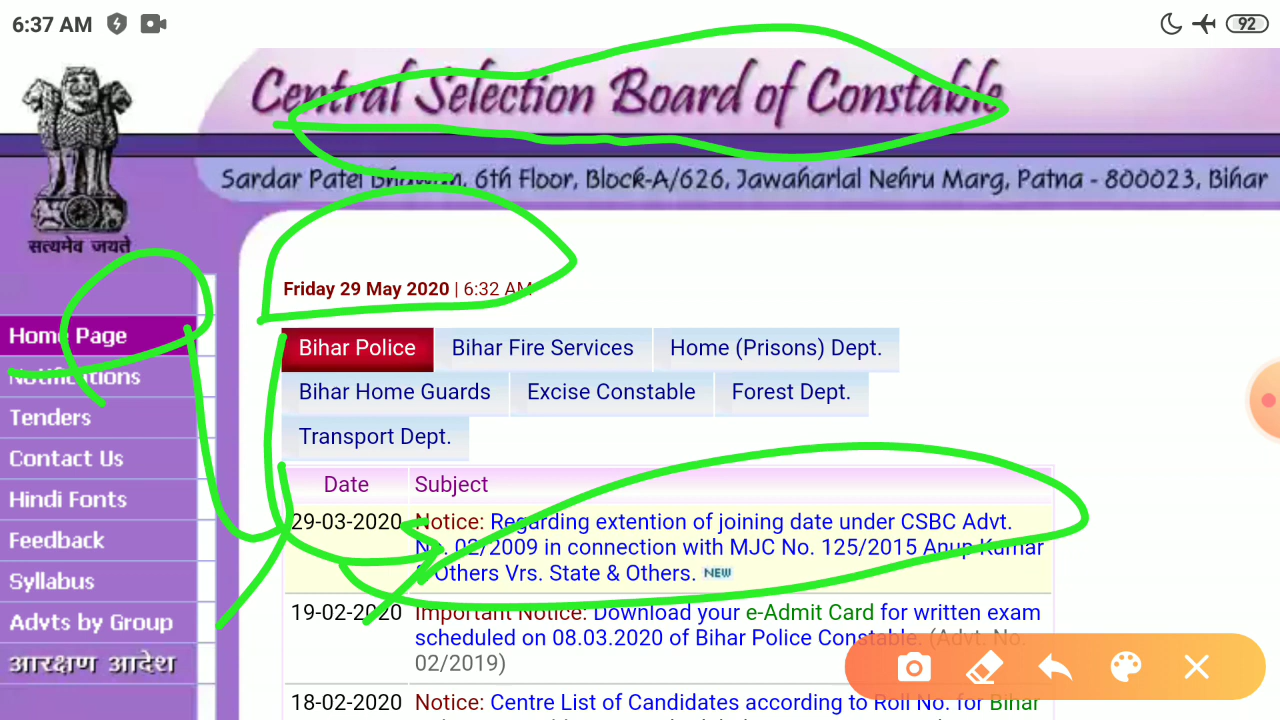 6:37 AM
92
Central Selection Board of Constable
Sardar Patel Bhawan, 6th Floor, Block-A/626, Jawaharlal Nehru Marg, Patna - 800023, Bihar
सत्यमेव जयते
Friday 29 May 2020 | 6:32 AM
Home Page
Notifications
Tenders
Contact Us
Hindi Fonts
Feedback
Syllabus
Advts by Group
आरक्षण आदेश
Bihar Police
Bihar Fire Services
Home (Prisons) Dept.
Bihar Home Guards
Excise Constable
Forest Dept.
Transport Dept.
Date
Subject
29-03-2020
Notice: Regarding extention of joining date under CSBC Advt.
No. 02/2009 in connection with MJC No. 125/2015 Anup Kumar
& Others Vrs. State & Others. NEW
19-02-2020
Important Notice: Download your e-Admit Card for written exam
scheduled on 08.03.2020 of Bihar Police Constable. (Advt. No.
02/2019)
18-02-2020
Notice: Centre List of Candidates according to Roll No. for Bihar